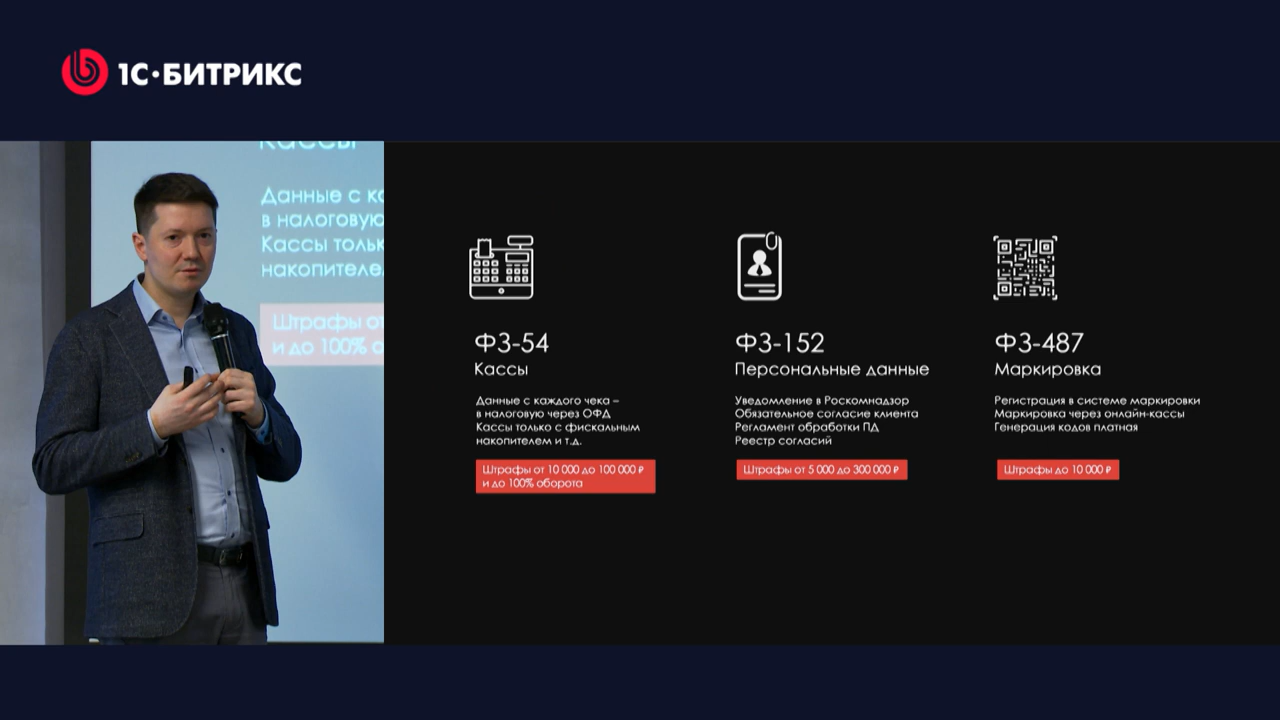 1С•БИТРИКС
Кассы
Данные с ка
в налоговую
Кассы тольк
накопителе
Штрафы от
и до 100% о
ФЗ-54
Кассы
Данные с каждого чека –
в налоговую через ОФД
Кассы только с фискальным
накопителем и т.д.
Штрафы от 10 000 до 100 000 ₽
и до 100% оборота
ФЗ-152
Персональные данные
Уведомление в Роскомнадзор
Обязательное согласие клиента
Регламент обработки ПД
Реестр согласий
Штрафы от 5 000 до 300 000 ₽
ФЗ-487
Маркировка
Регистрация в системе маркировки
Маркировка через онлайн-кассы
Генерация кодов платная
Штрафы до 10 000 ₽